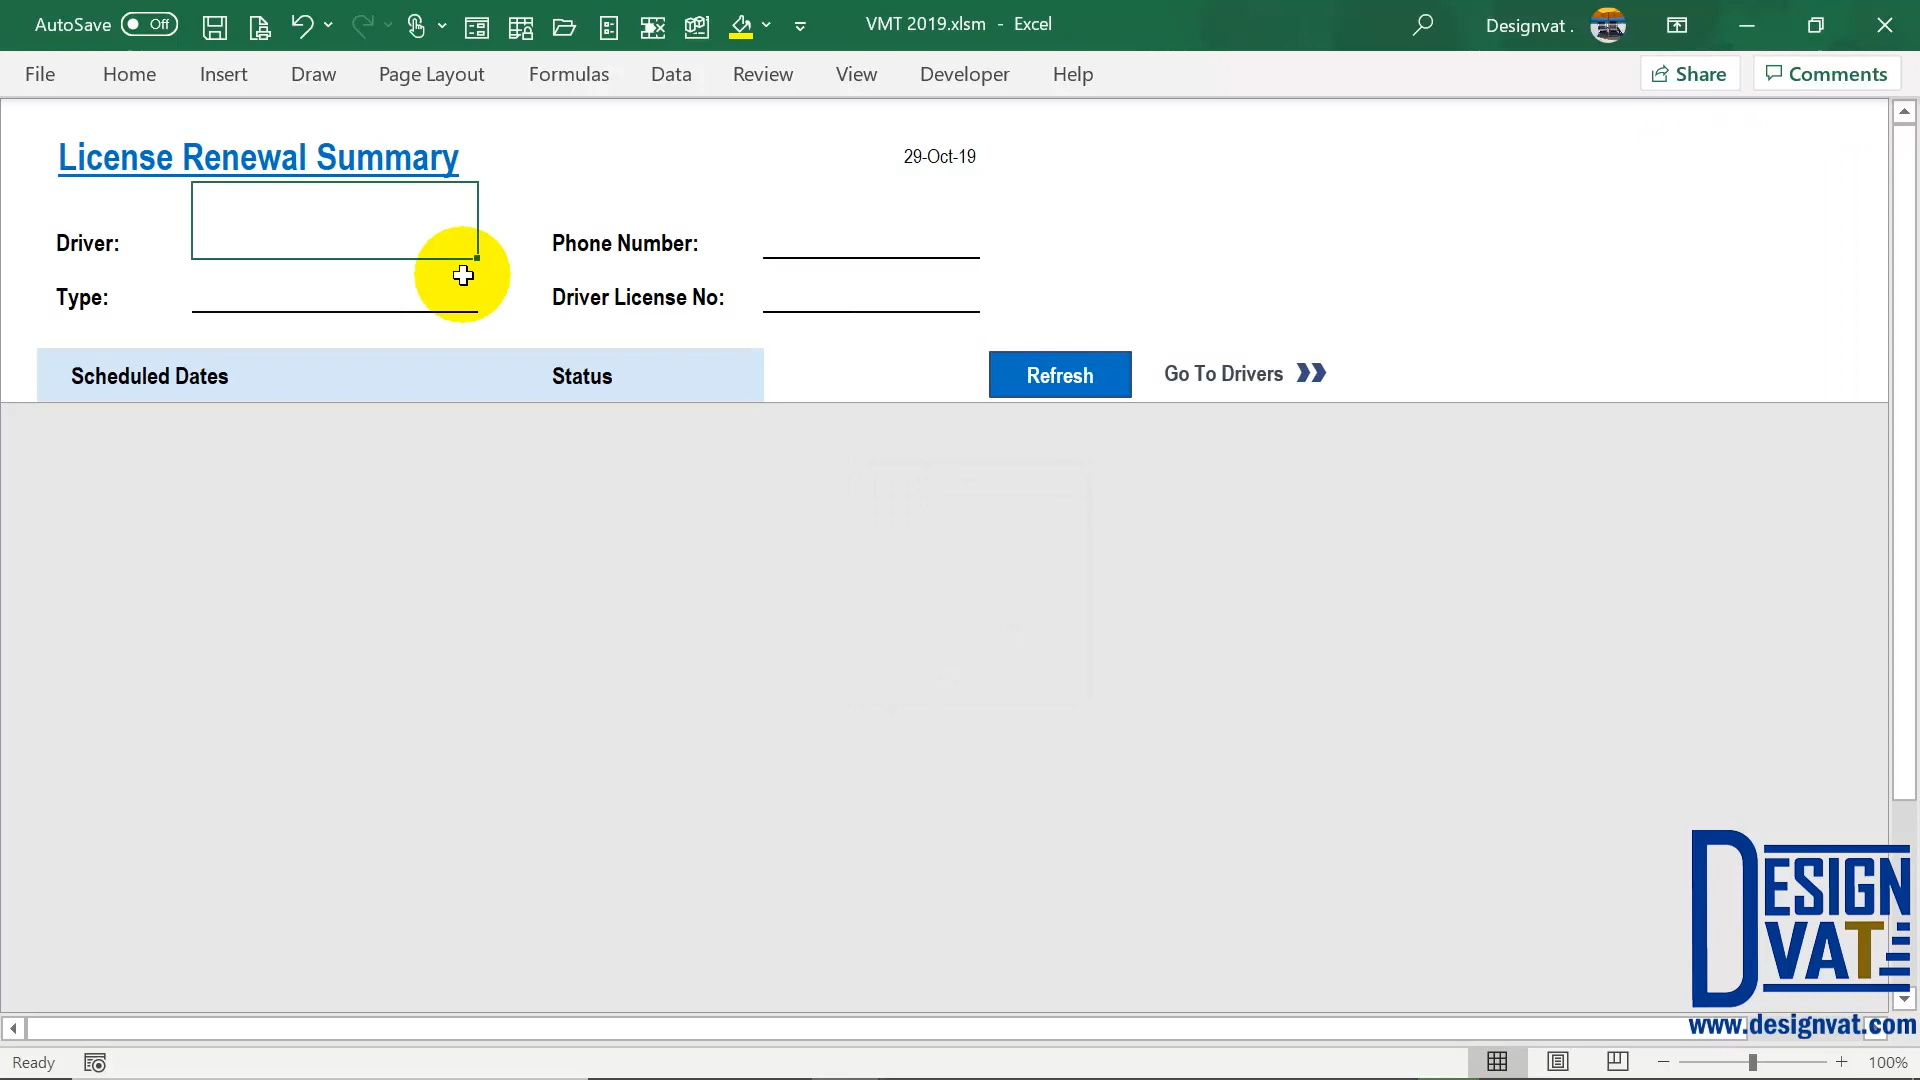 AutoSave Off VMT 2019.xlsm - Excel Designvat .
File Home Insert Draw Page Layout Formulas Data Review View Developer Help Share Comments
License Renewal Summary 29-Oct-19
Driver: Phone Number:
Type: Driver License No:
Scheduled Dates Status Refresh Go To Drivers
DESIGN
VAT
www.designvat.com
Ready 100%